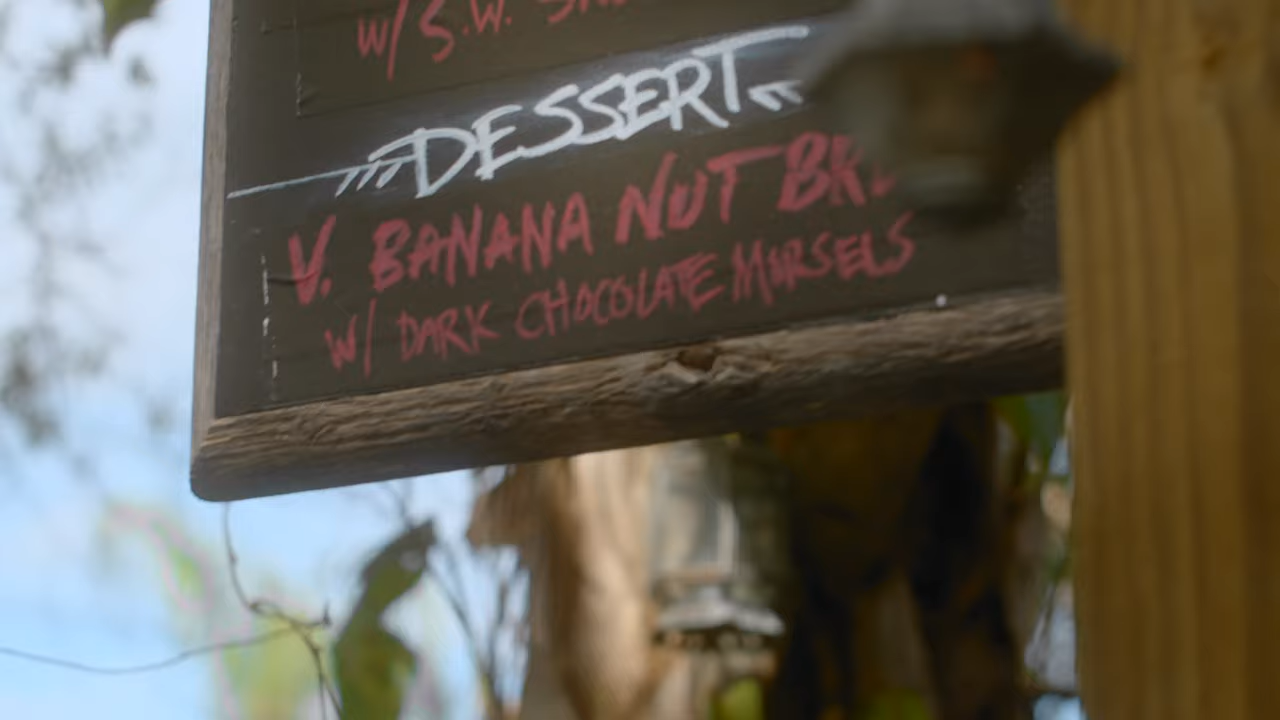 w/ S.W.
DESSERT
V. BANANA NUT
w/ DARK CHOCOLATE MORSELS